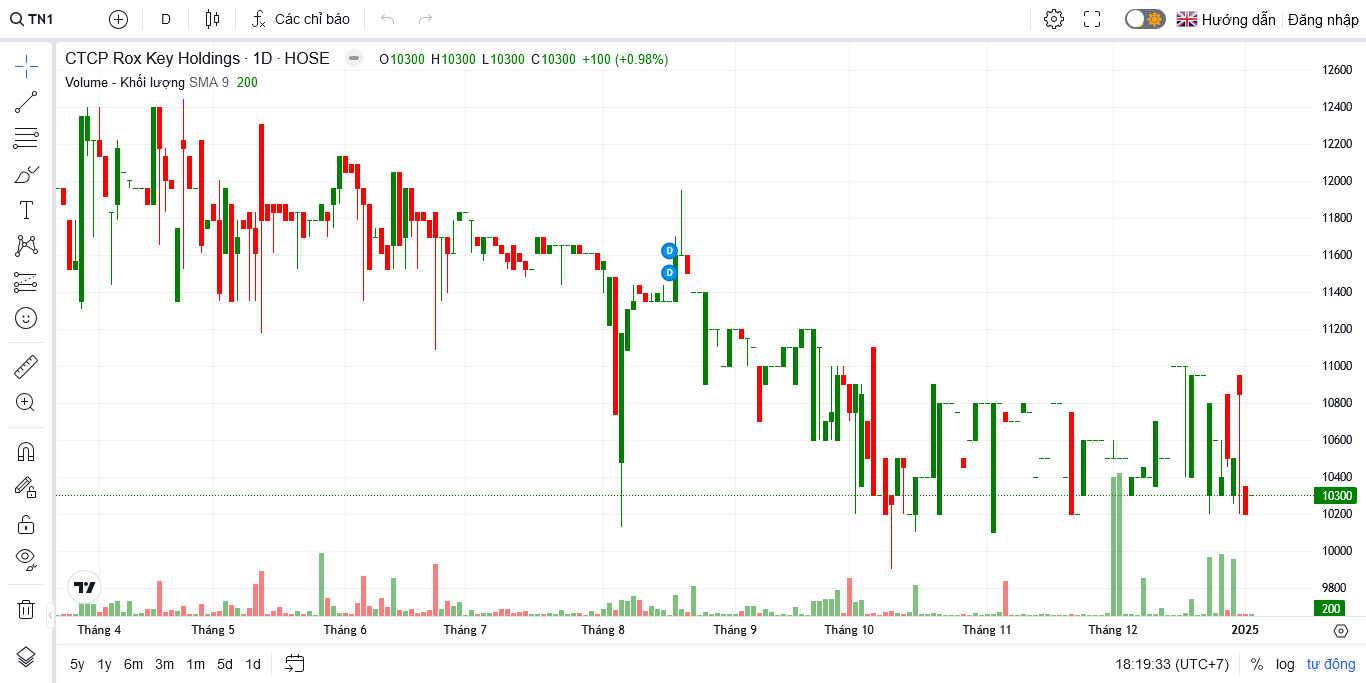 TN1 D Các chỉ báo Hướng dẫn Đăng nhập
CTCP Rox Key Holdings · 1D · HOSE O10300 H10300 L10300 C10300 +100 (+0.98%)
Volume - Khối lượng SMA 9 200
12600
12400
12200
12000
11800
11600
11400
11200
11000
10800
10600
10400
10300
10200
10000
9800
200
D
D
Tháng 4 Tháng 5 Tháng 6 Tháng 7 Tháng 8 Tháng 9 Tháng 10 Tháng 11 Tháng 12 2025
5y 1y 6m 3m 1m 5d 1d 18:19:33 (UTC+7) % log tự động